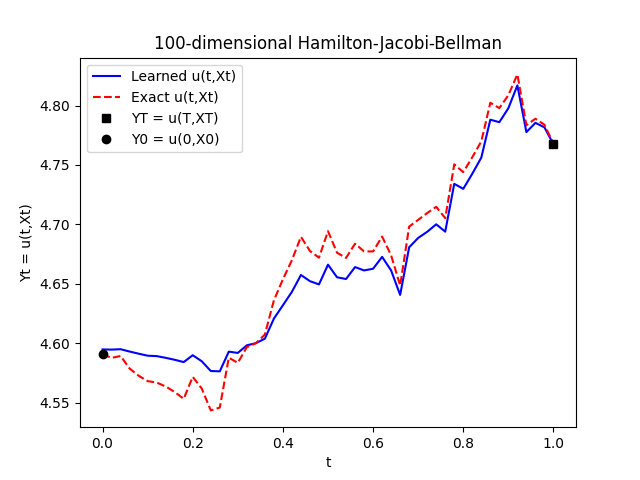 100-dimensional Hamilton-Jacobi-Bellman
Learned u(t,Xt)
Exact u(t,Xt)
YT = u(T,XT)
Y0 = u(0,X0)
Yt = u(t,Xt)
4.80
4.75
4.70
4.65
4.60
4.55
0.0 0.2 0.4 0.6 0.8 1.0
t